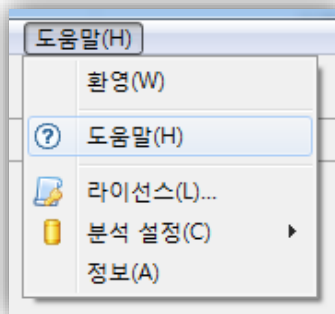 도움말(H)
환영(W)
도움말(H)
라이선스(L)...
분석 설정(C)
정보(A)